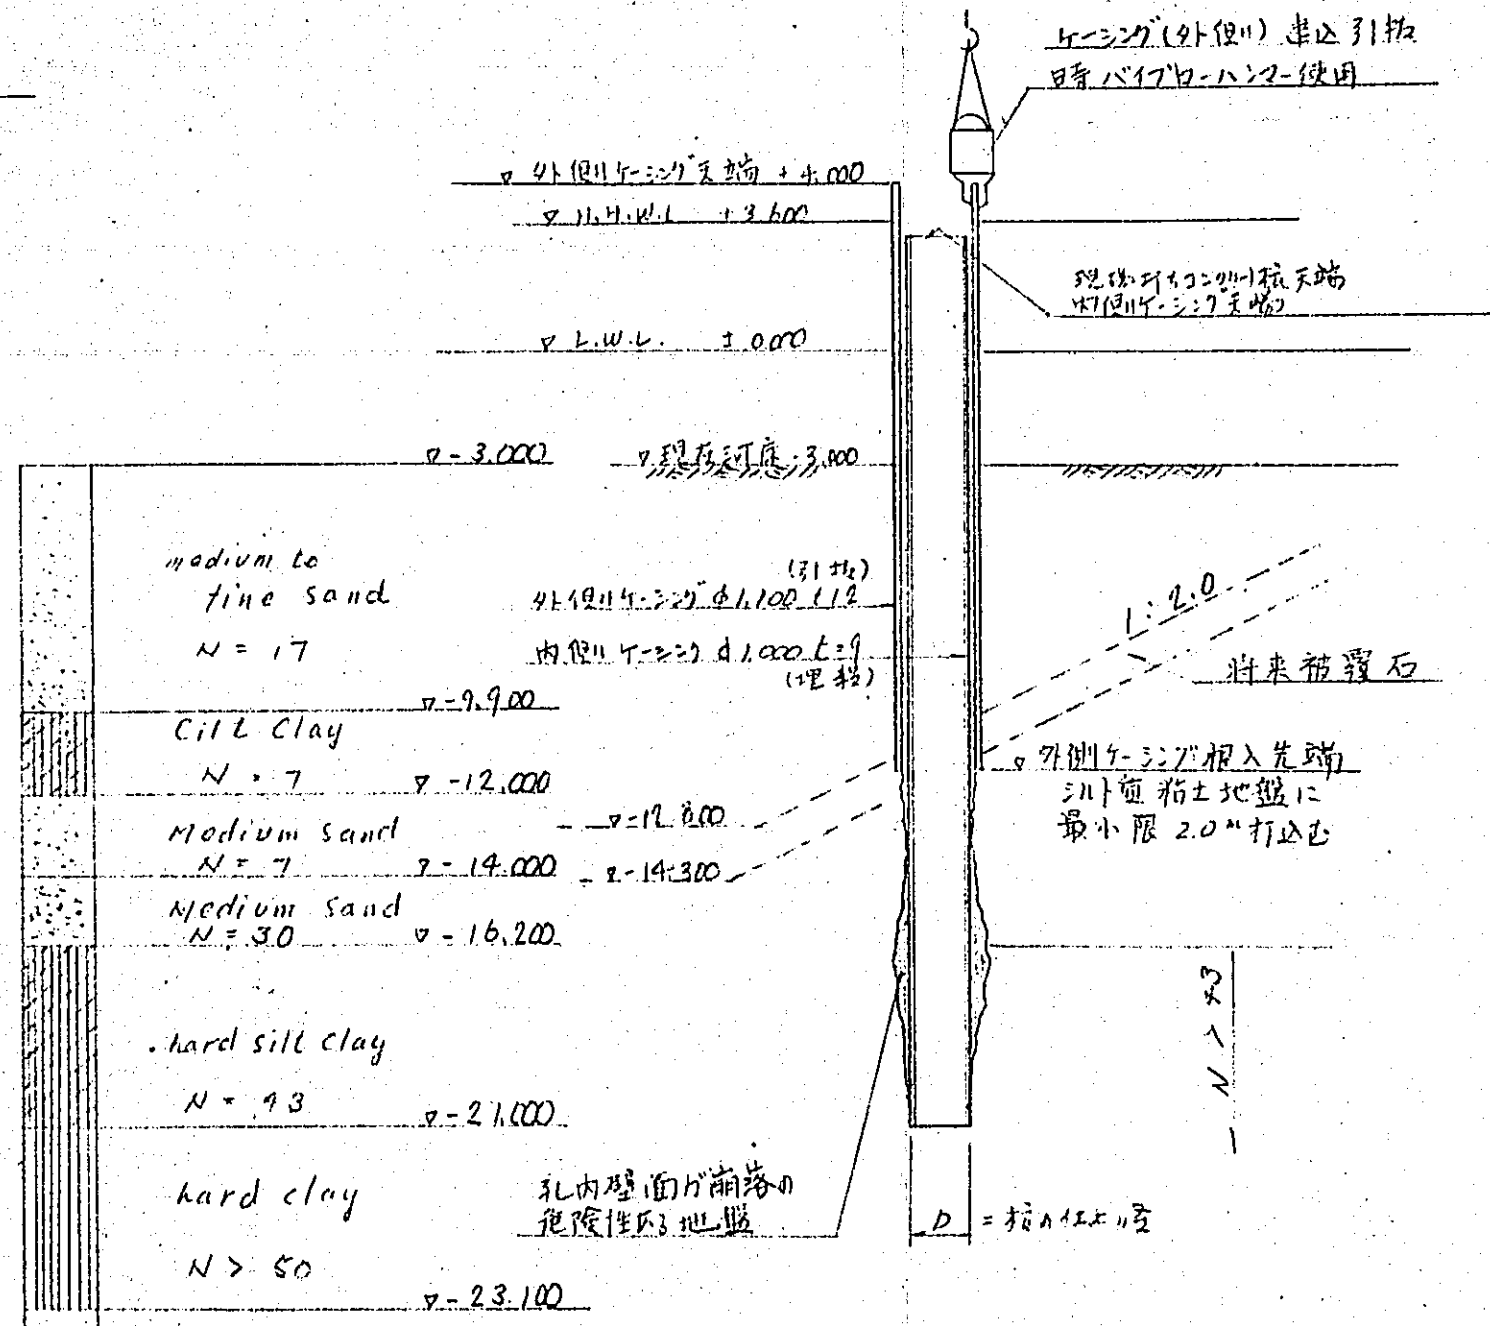 ケーシング(外側) 建込 引抜
時 バイブローハンマー使用
▽ 外側ケーシング天端 +4.000
▽ H.H.W.L +3.600
現場打ちコンクリート杭天端
内側ケーシング天端
▽ L.W.L. ±0.000
▽-3.000
▽現在河底-3.000
medium to
fine sand
N = 17
(引抜)
外側ケーシング φ1,100 t12
内側ケーシング φ1,000 t=9
(埋殺)
1:2.0
将来被覆石
▽-9.900
Cilt Clay
N = 7
▽ -12.000
▽ 外側ケーシング根入先端
シルト質粘土地盤に
最小限 2.0m打込む
▽-12.800
Medium Sand
N = 7
▽-14.000
▽-14.300
Medium Sand
N = 30
▽-16.200
hard silt clay
N = 43
▽-21.000
N > 43
hard clay
N > 50
孔内壁面が崩落の
危険性ある地盤
D = 杭の仕上り径
▽-23.100